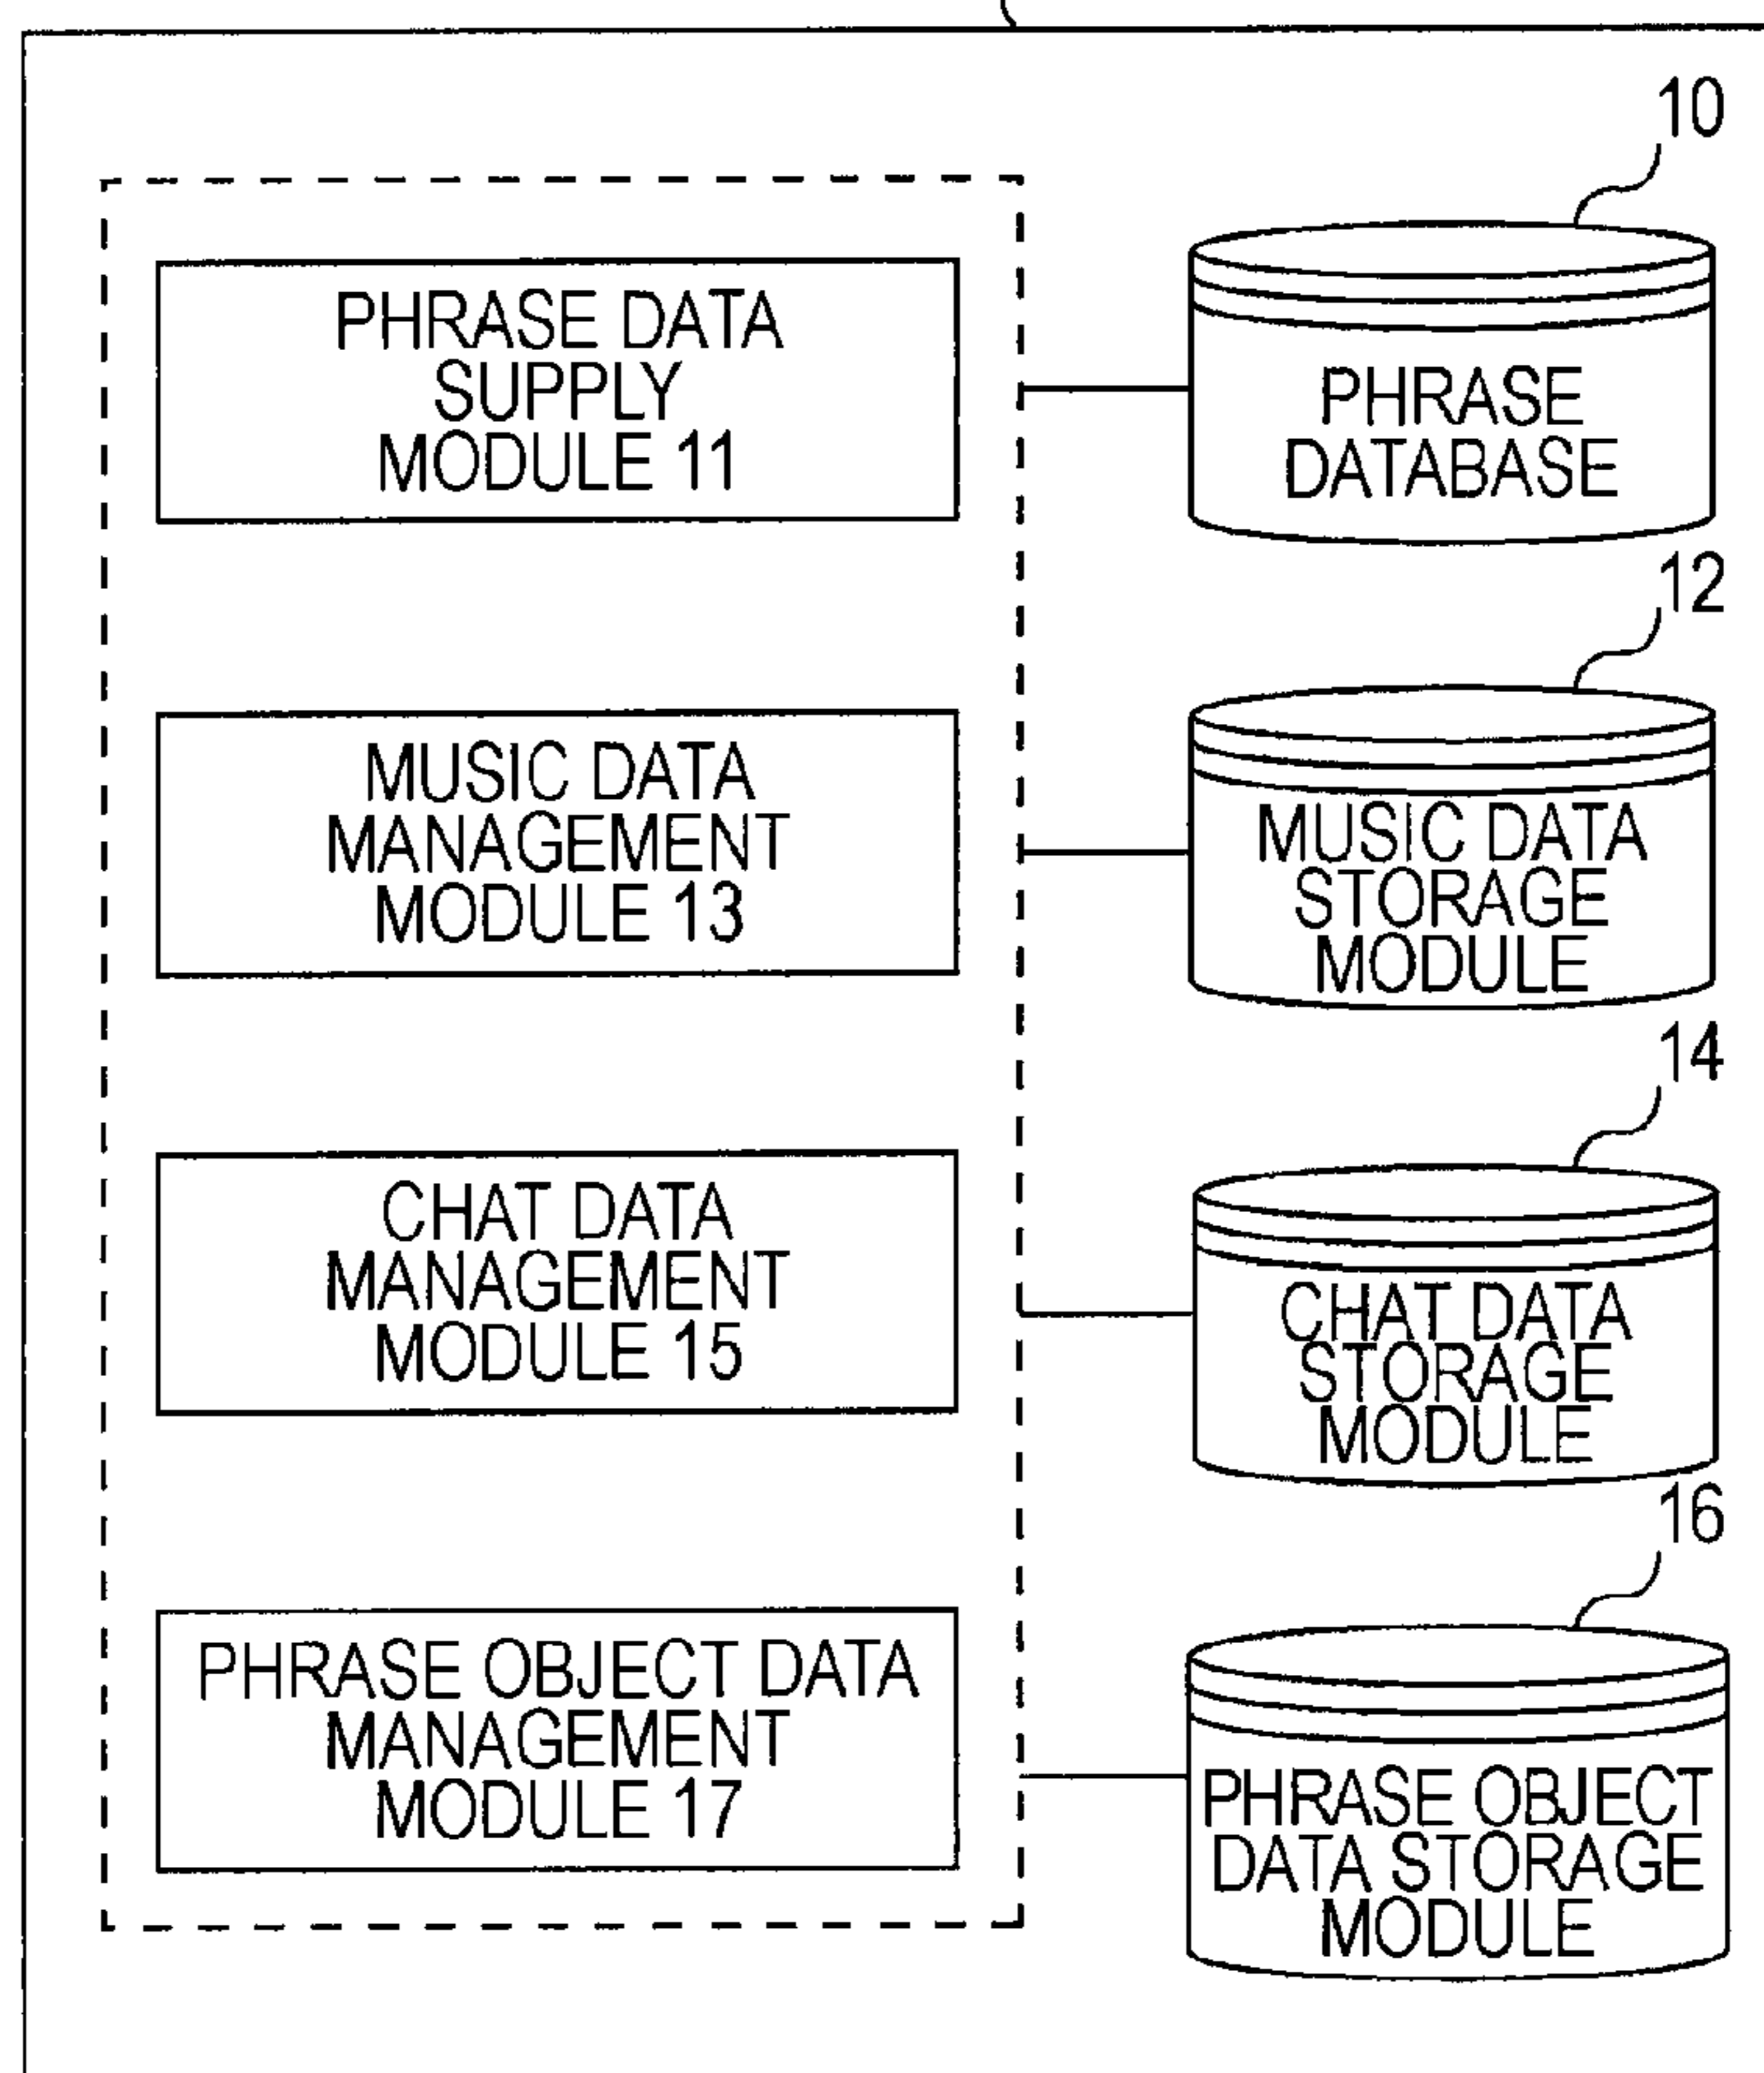 10
PHRASE DATA
SUPPLY
MODULE 11
PHRASE
DATABASE
12
MUSIC DATA
MANAGEMENT
MODULE 13
MUSIC DATA
STORAGE
MODULE
14
CHAT DATA
MANAGEMENT
MODULE 15
CHAT DATA
STORAGE
MODULE
16
PHRASE OBJECT DATA
MANAGEMENT
MODULE 17
PHRASE OBJECT
DATA STORAGE
MODULE